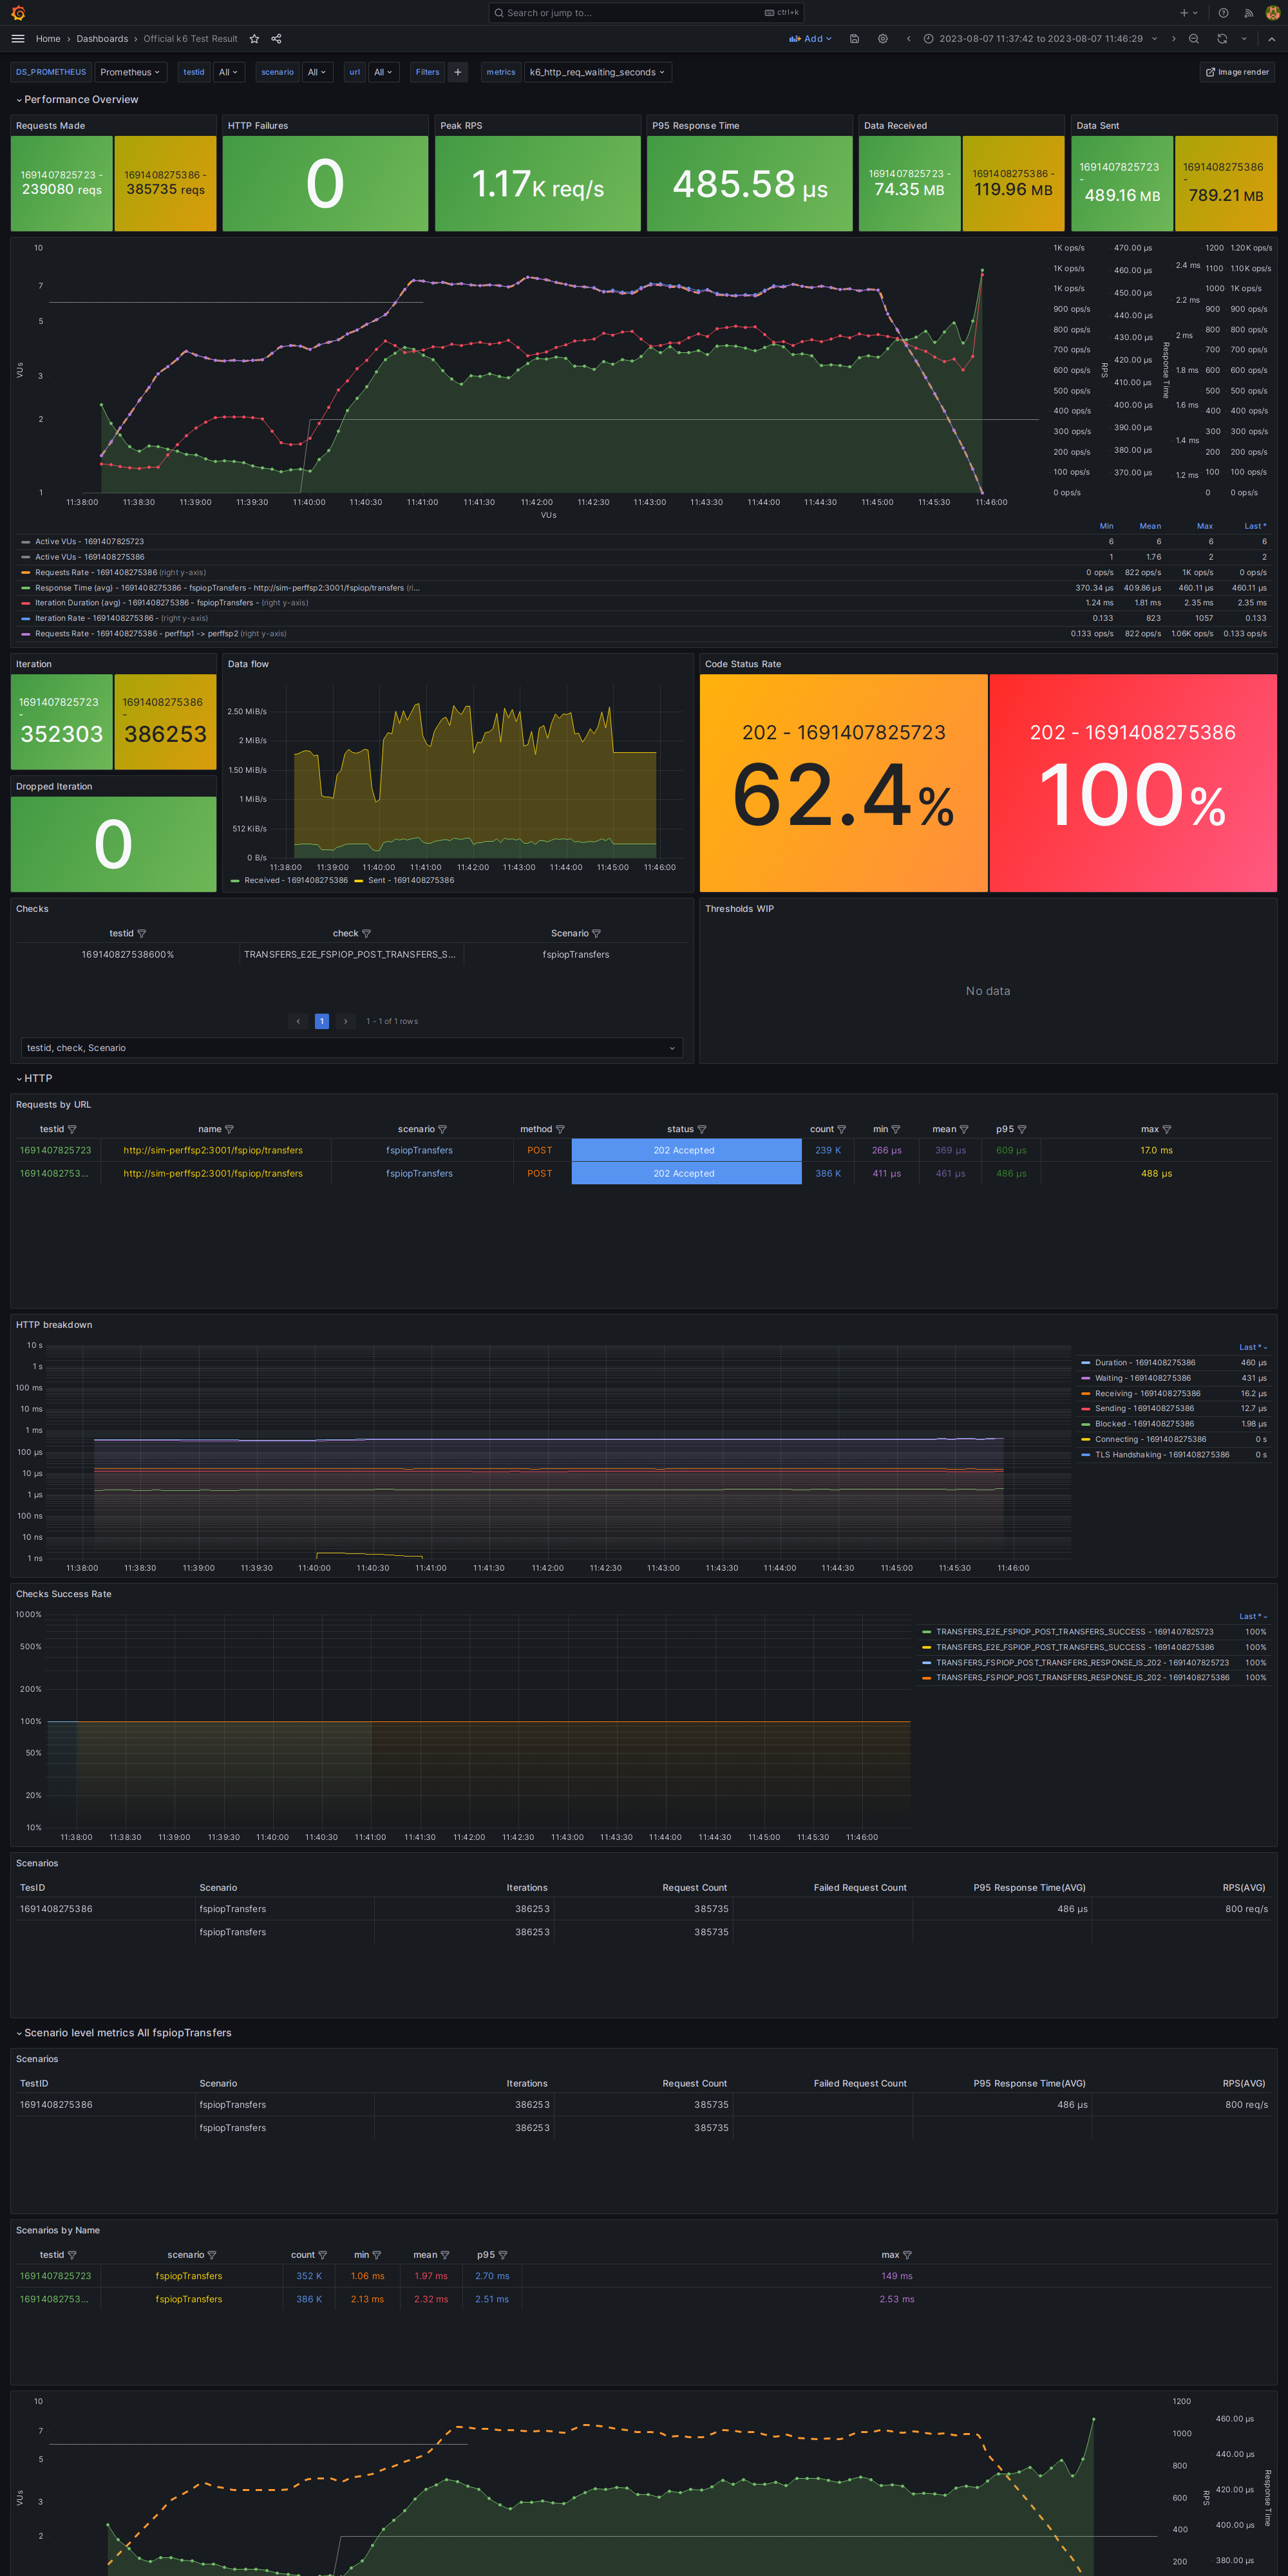 Search or jump to... ctrl+k
Home › Dashboards › Official k6 Test Result Add 2023-08-07 11:37:42 to 2023-08-07 11:46:29
DS_PROMETHEUS Prometheus testid All scenario All url All Filters + metrics k6_http_req_waiting_seconds Image render
Performance Overview
Requests Made HTTP Failures Peak RPS P95 Response Time Data Received Data Sent
1691407825723 - 239080 reqs
1691408275386 - 385735 reqs
0
1.17K req/s
485.58 µs
1691407825723 - 74.35 MB
1691408275386 - 119.96 MB
1691407825723 - 489.16 MB
1691408275386 - 789.21 MB
10
7
5
3
2
1
VUs
1K ops/s
1K ops/s
1K ops/s
900 ops/s
800 ops/s
700 ops/s
600 ops/s
500 ops/s
400 ops/s
300 ops/s
200 ops/s
100 ops/s
0 ops/s
RPS
470.00 µs
460.00 µs
450.00 µs
440.00 µs
430.00 µs
420.00 µs
410.00 µs
400.00 µs
390.00 µs
380.00 µs
370.00 µs
Response Time
2.4 ms
2.2 ms
2 ms
1.8 ms
1.6 ms
1.4 ms
1.2 ms
1200
1100
1000
900
800
700
600
500
400
300
200
100
0
1.20K ops/s
1.10K ops/s
1K ops/s
900 ops/s
800 ops/s
700 ops/s
600 ops/s
500 ops/s
400 ops/s
300 ops/s
200 ops/s
100 ops/s
0 ops/s
11:38:00 11:38:30 11:39:00 11:39:30 11:40:00 11:40:30 11:41:00 11:41:30 11:42:00 11:42:30 11:43:00 11:43:30 11:44:00 11:44:30 11:45:00 11:45:30 11:46:00
VUs
Min Mean Max Last *
Active VUs - 1691407825723 6 6 6 6
Active VUs - 1691408275386 1 1.76 2 2
Requests Rate - 1691408275386 (right y-axis) 0 ops/s 822 ops/s 1K ops/s 0 ops/s
Response Time (avg) - 1691408275386 - fspiopTransfers - http://sim-perffsp2:3001/fspiop/transfers (ri... 370.34 µs 409.86 µs 460.11 µs 460.11 µs
Iteration Duration (avg) - 1691408275386 - fspiopTransfers - (right y-axis) 1.24 ms 1.81 ms 2.35 ms 2.35 ms
Iteration Rate - 1691408275386 - (right y-axis) 0.133 823 1057 0.133
Requests Rate - 1691408275386 - perffsp1 -> perffsp2 (right y-axis) 0.133 ops/s 822 ops/s 1.06K ops/s 0.133 ops/s
Iteration Data flow Code Status Rate
1691407825723 - 352303
1691408275386 - 386253
Dropped Iteration
0
2.50 MiB/s
2 MiB/s
1.50 MiB/s
1 MiB/s
512 KiB/s
0 B/s
11:38:00 11:39:00 11:40:00 11:41:00 11:42:00 11:43:00 11:44:00 11:45:00 11:46:00
Received - 1691408275386 Sent - 1691408275386
202 - 1691407825723
62.4%
202 - 1691408275386
100%
Checks Thresholds WIP
testid check Scenario
169140827538600% TRANSFERS_E2E_FSPIOP_POST_TRANSFERS_S... fspiopTransfers
No data
‹ 1 › 1 - 1 of 1 rows
testid, check, Scenario
HTTP
Requests by URL
testid name scenario method status count min mean p95 max
1691407825723 http://sim-perffsp2:3001/fspiop/transfers fspiopTransfers POST 202 Accepted 239 K 266 µs 369 µs 609 µs 17.0 ms
16914082753... http://sim-perffsp2:3001/fspiop/transfers fspiopTransfers POST 202 Accepted 386 K 411 µs 461 µs 486 µs 488 µs
HTTP breakdown
10 s
1 s
100 ms
10 ms
1 ms
100 µs
10 µs
1 µs
100 ns
10 ns
1 ns
11:38:00 11:38:30 11:39:00 11:39:30 11:40:00 11:40:30 11:41:00 11:41:30 11:42:00 11:42:30 11:43:00 11:43:30 11:44:00 11:44:30 11:45:00 11:45:30 11:46:00
Last *
Duration - 1691408275386 460 µs
Waiting - 1691408275386 431 µs
Receiving - 1691408275386 16.2 µs
Sending - 1691408275386 12.7 µs
Blocked - 1691408275386 1.98 µs
Connecting - 1691408275386 0 s
TLS Handshaking - 1691408275386 0 s
Checks Success Rate
1000%
500%
200%
100%
50%
20%
10%
11:38:00 11:38:30 11:39:00 11:39:30 11:40:00 11:40:30 11:41:00 11:41:30 11:42:00 11:42:30 11:43:00 11:43:30 11:44:00 11:44:30 11:45:00 11:45:30 11:46:00
Last *
TRANSFERS_E2E_FSPIOP_POST_TRANSFERS_SUCCESS - 1691407825723 100%
TRANSFERS_E2E_FSPIOP_POST_TRANSFERS_SUCCESS - 1691408275386 100%
TRANSFERS_FSPIOP_POST_TRANSFERS_RESPONSE_IS_202 - 1691407825723 100%
TRANSFERS_FSPIOP_POST_TRANSFERS_RESPONSE_IS_202 - 1691408275386 100%
Scenarios
TesID Scenario Iterations Request Count Failed Request Count P95 Response Time(AVG) RPS(AVG)
1691408275386 fspiopTransfers 386253 385735 486 µs 800 req/s
fspiopTransfers 386253 385735
Scenario level metrics All fspiopTransfers
Scenarios
TestID Scenario Iterations Request Count Failed Request Count P95 Response Time(AVG) RPS(AVG)
1691408275386 fspiopTransfers 386253 385735 486 µs 800 req/s
fspiopTransfers 386253 385735
Scenarios by Name
testid scenario count min mean p95 max
1691407825723 fspiopTransfers 352 K 1.06 ms 1.97 ms 2.70 ms 149 ms
16914082753... fspiopTransfers 386 K 2.13 ms 2.32 ms 2.51 ms 2.53 ms
10
7
5
3
2
VUs
1200
1000
800
600
400
200
RPS
460.00 µs
440.00 µs
420.00 µs
400.00 µs
380.00 µs
Response Time